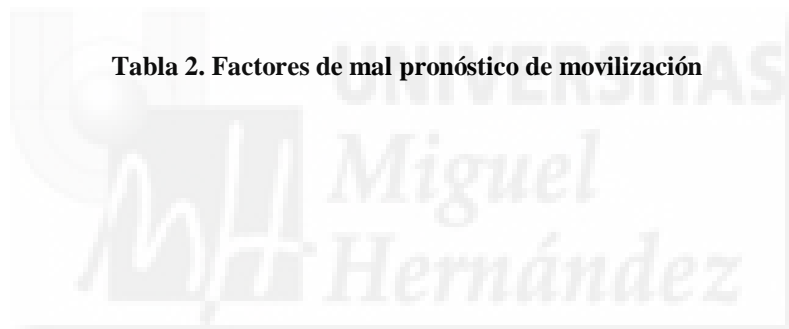 Tabla 2. Factores de mal pronóstico de movilización
UNIVERSITAS
Miguel
Hernández